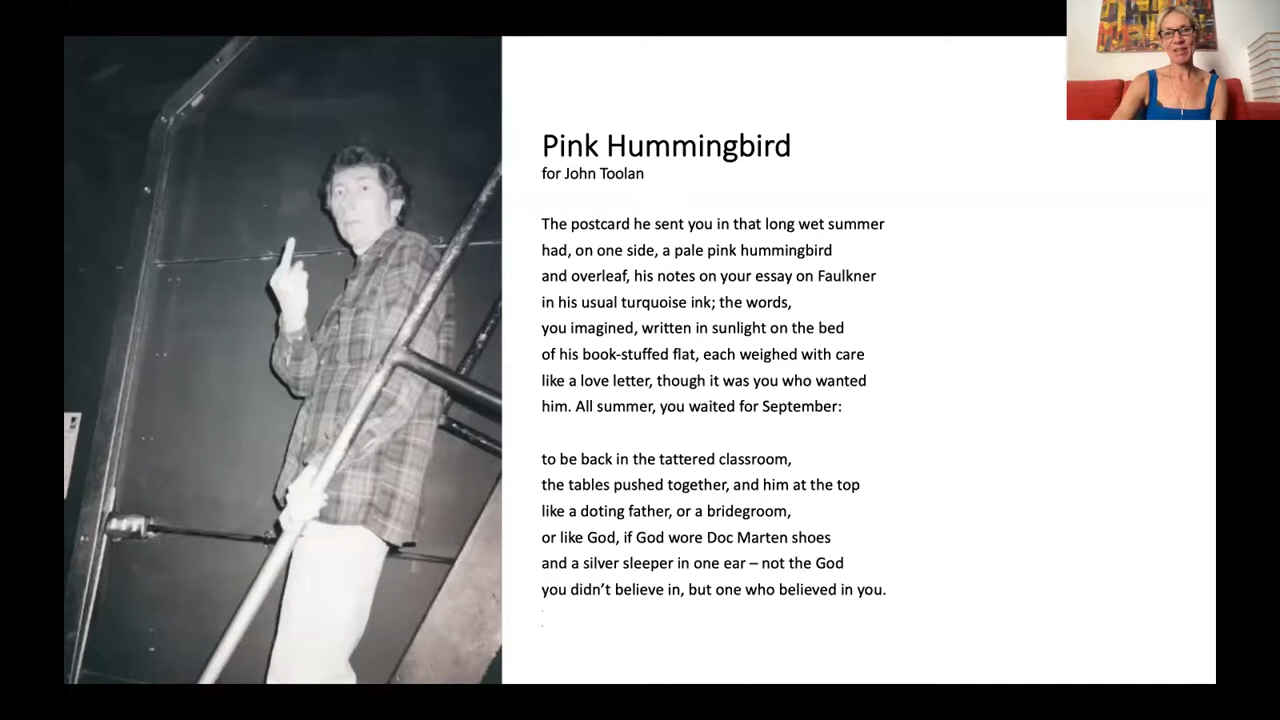 Pink Hummingbird
for John Toolan
The postcard he sent you in that long wet summer
had, on one side, a pale pink hummingbird
and overleaf, his notes on your essay on Faulkner
in his usual turquoise ink; the words,
you imagined, written in sunlight on the bed
of his book-stuffed flat, each weighed with care
like a love letter, though it was you who wanted
him. All summer, you waited for September:
to be back in the tattered classroom,
the tables pushed together, and him at the top
like a doting father, or a bridegroom,
or like God, if God wore Doc Marten shoes
and a silver sleeper in one ear – not the God
you didn’t believe in, but one who believed in you.